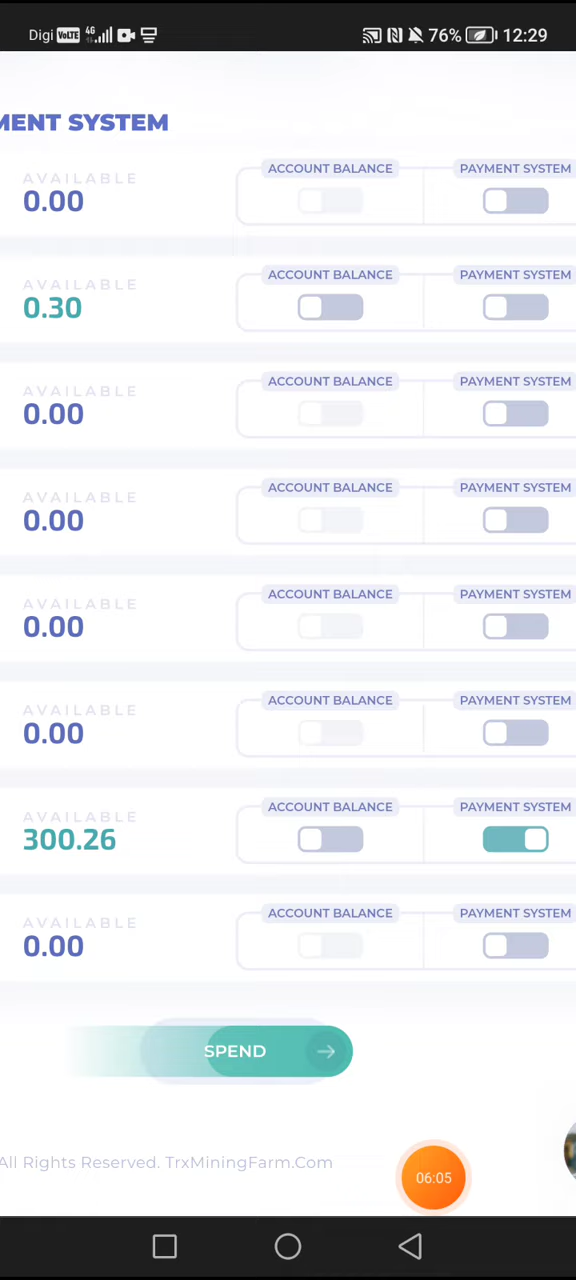 Digi VoLTE 4G 76% 12:29
MENT SYSTEM
AVAILABLE ACCOUNT BALANCE PAYMENT SYSTEM
0.00
AVAILABLE ACCOUNT BALANCE PAYMENT SYSTEM
0.30
AVAILABLE ACCOUNT BALANCE PAYMENT SYSTEM
0.00
AVAILABLE ACCOUNT BALANCE PAYMENT SYSTEM
0.00
AVAILABLE ACCOUNT BALANCE PAYMENT SYSTEM
0.00
AVAILABLE ACCOUNT BALANCE PAYMENT SYSTEM
0.00
AVAILABLE ACCOUNT BALANCE PAYMENT SYSTEM
300.26
AVAILABLE ACCOUNT BALANCE PAYMENT SYSTEM
0.00
SPEND
All Rights Reserved. TrxMiningFarm.Com
06:05